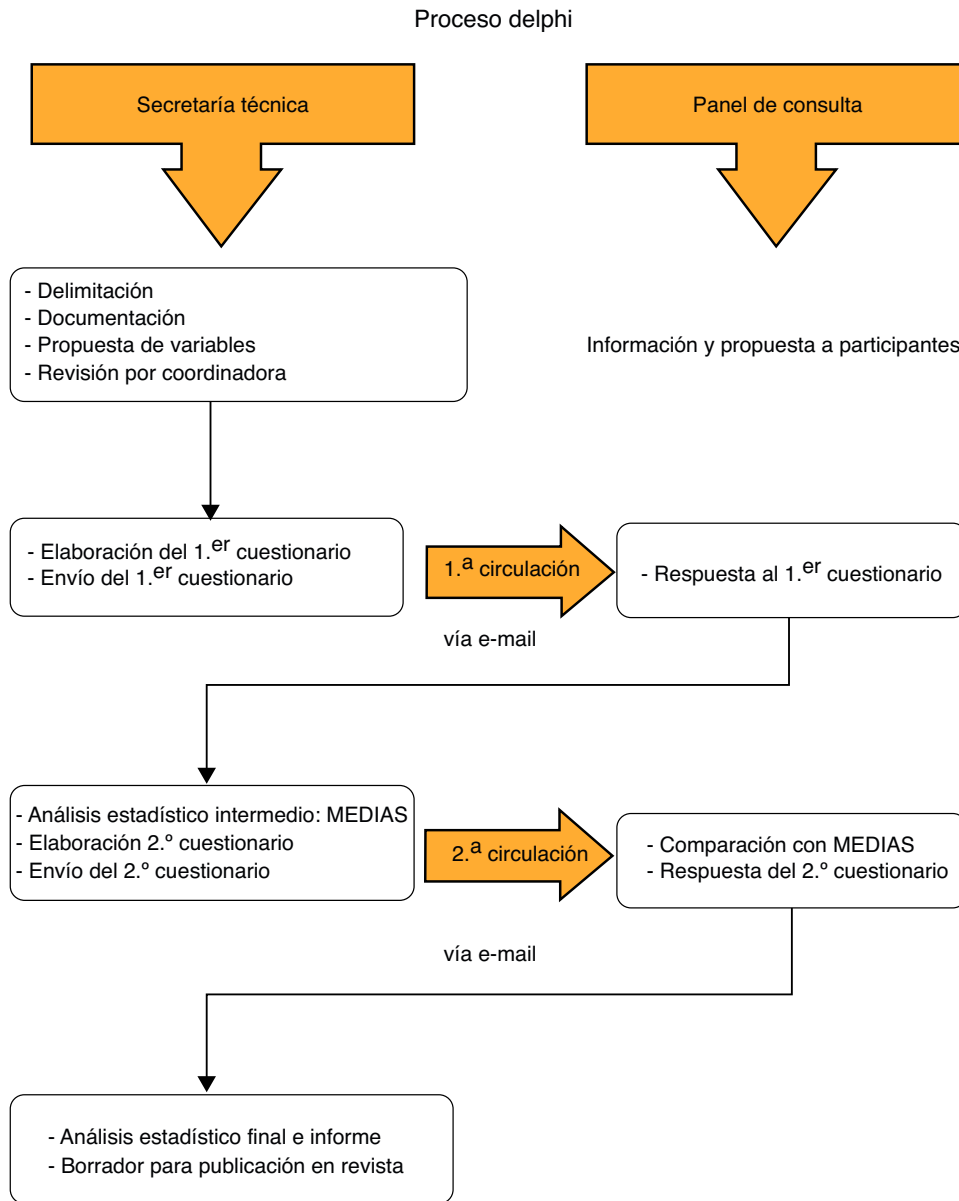 Proceso delphi
Secretaría técnica
Panel de consulta
- Delimitación
- Documentación
- Propuesta de variables
- Revisión por coordinadora
Información y propuesta a participantes
- Elaboración del 1.er cuestionario
- Envío del 1.er cuestionario
1.a circulación
- Respuesta al 1.er cuestionario
vía e-mail
- Análisis estadístico intermedio: MEDIAS
- Elaboración 2.º cuestionario
- Envío del 2.º cuestionario
2.a circulación
- Comparación con MEDIAS
- Respuesta del 2.º cuestionario
vía e-mail
- Análisis estadístico final e informe
- Borrador para publicación en revista